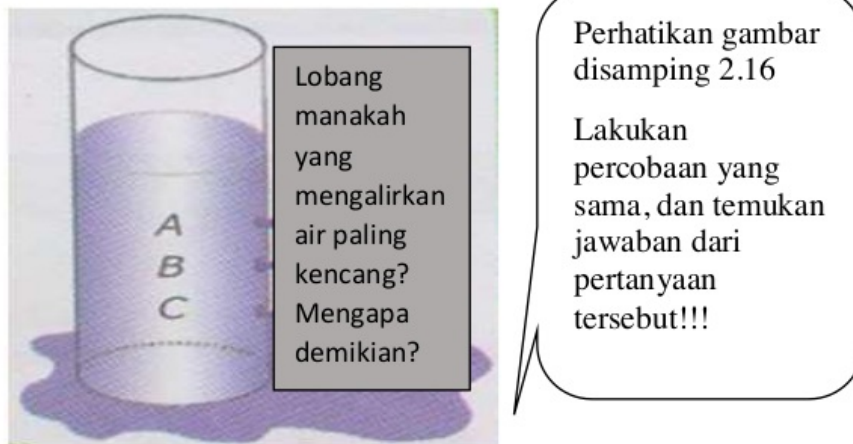 A
B
C
Lobang
manakah
yang
mengalirkan
air paling
kencang?
Mengapa
demikian?
Perhatikan gambar
disamping 2.16
Lakukan
percobaan yang
sama, dan temukan
jawaban dari
pertanyaan
tersebut!!!